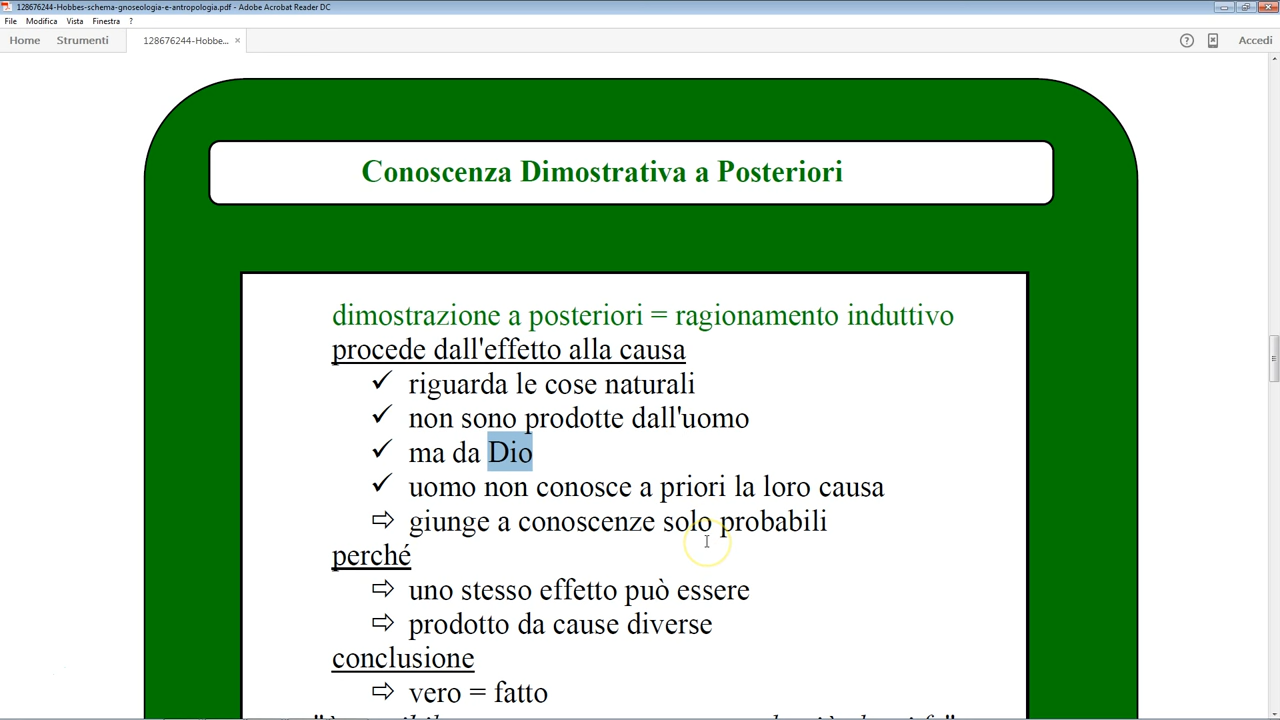 128676244-Hobbes-schema-gnoseologia-e-antropologia.pdf - Adobe Acrobat Reader DC
File Modifica Vista Finestra ?
Home Strumenti 128676244-Hobbe... × Accedi
Conoscenza Dimostrativa a Posteriori
dimostrazione a posteriori = ragionamento induttivo
procede dall'effetto alla causa
✓ riguarda le cose naturali
✓ non sono prodotte dall'uomo
✓ ma da Dio
✓ uomo non conosce a priori la loro causa
⇨ giunge a conoscenze solo probabili
perché
⇨ uno stesso effetto può essere
⇨ prodotto da cause diverse
conclusione
⇨ vero = fatto